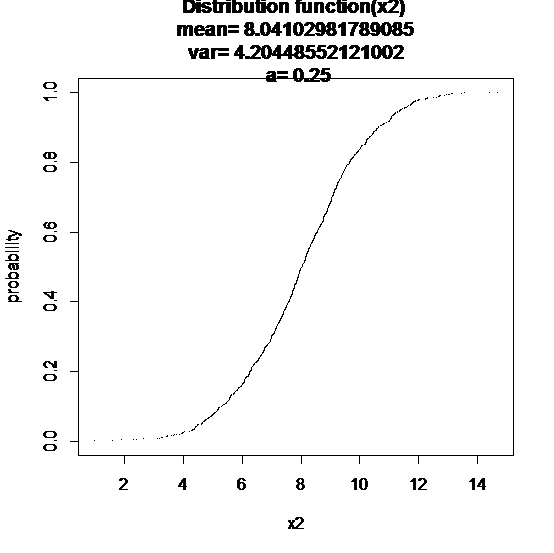 Distribution function(x2)
mean= 8.04102981789085
var= 4.20448552121002
a= 0.25
probability
1.0
0.8
0.6
0.4
0.2
0.0
2 4 6 8 10 12 14
x2